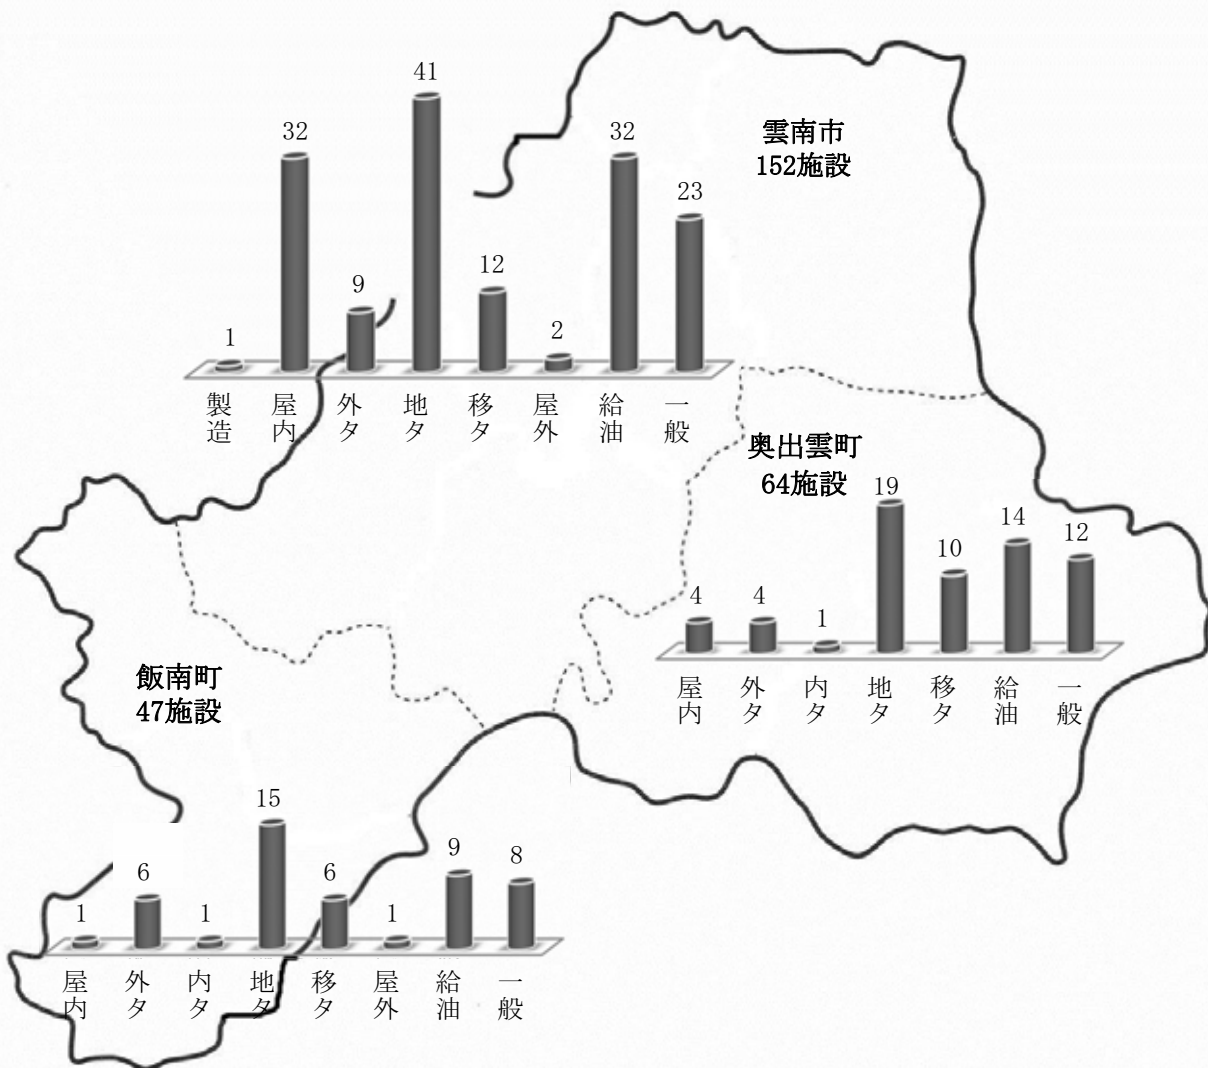 雲南市
152施設
1
32
9
41
12
2
32
23
製造
屋内
外タ
地タ
移タ
屋外
給油
一般
奥出雲町
64施設
4
4
1
19
10
14
12
屋内
外タ
内タ
地タ
移タ
給油
一般
飯南町
47施設
1
6
1
15
6
1
9
8
屋内
外タ
内タ
地タ
移タ
屋外
給油
一般